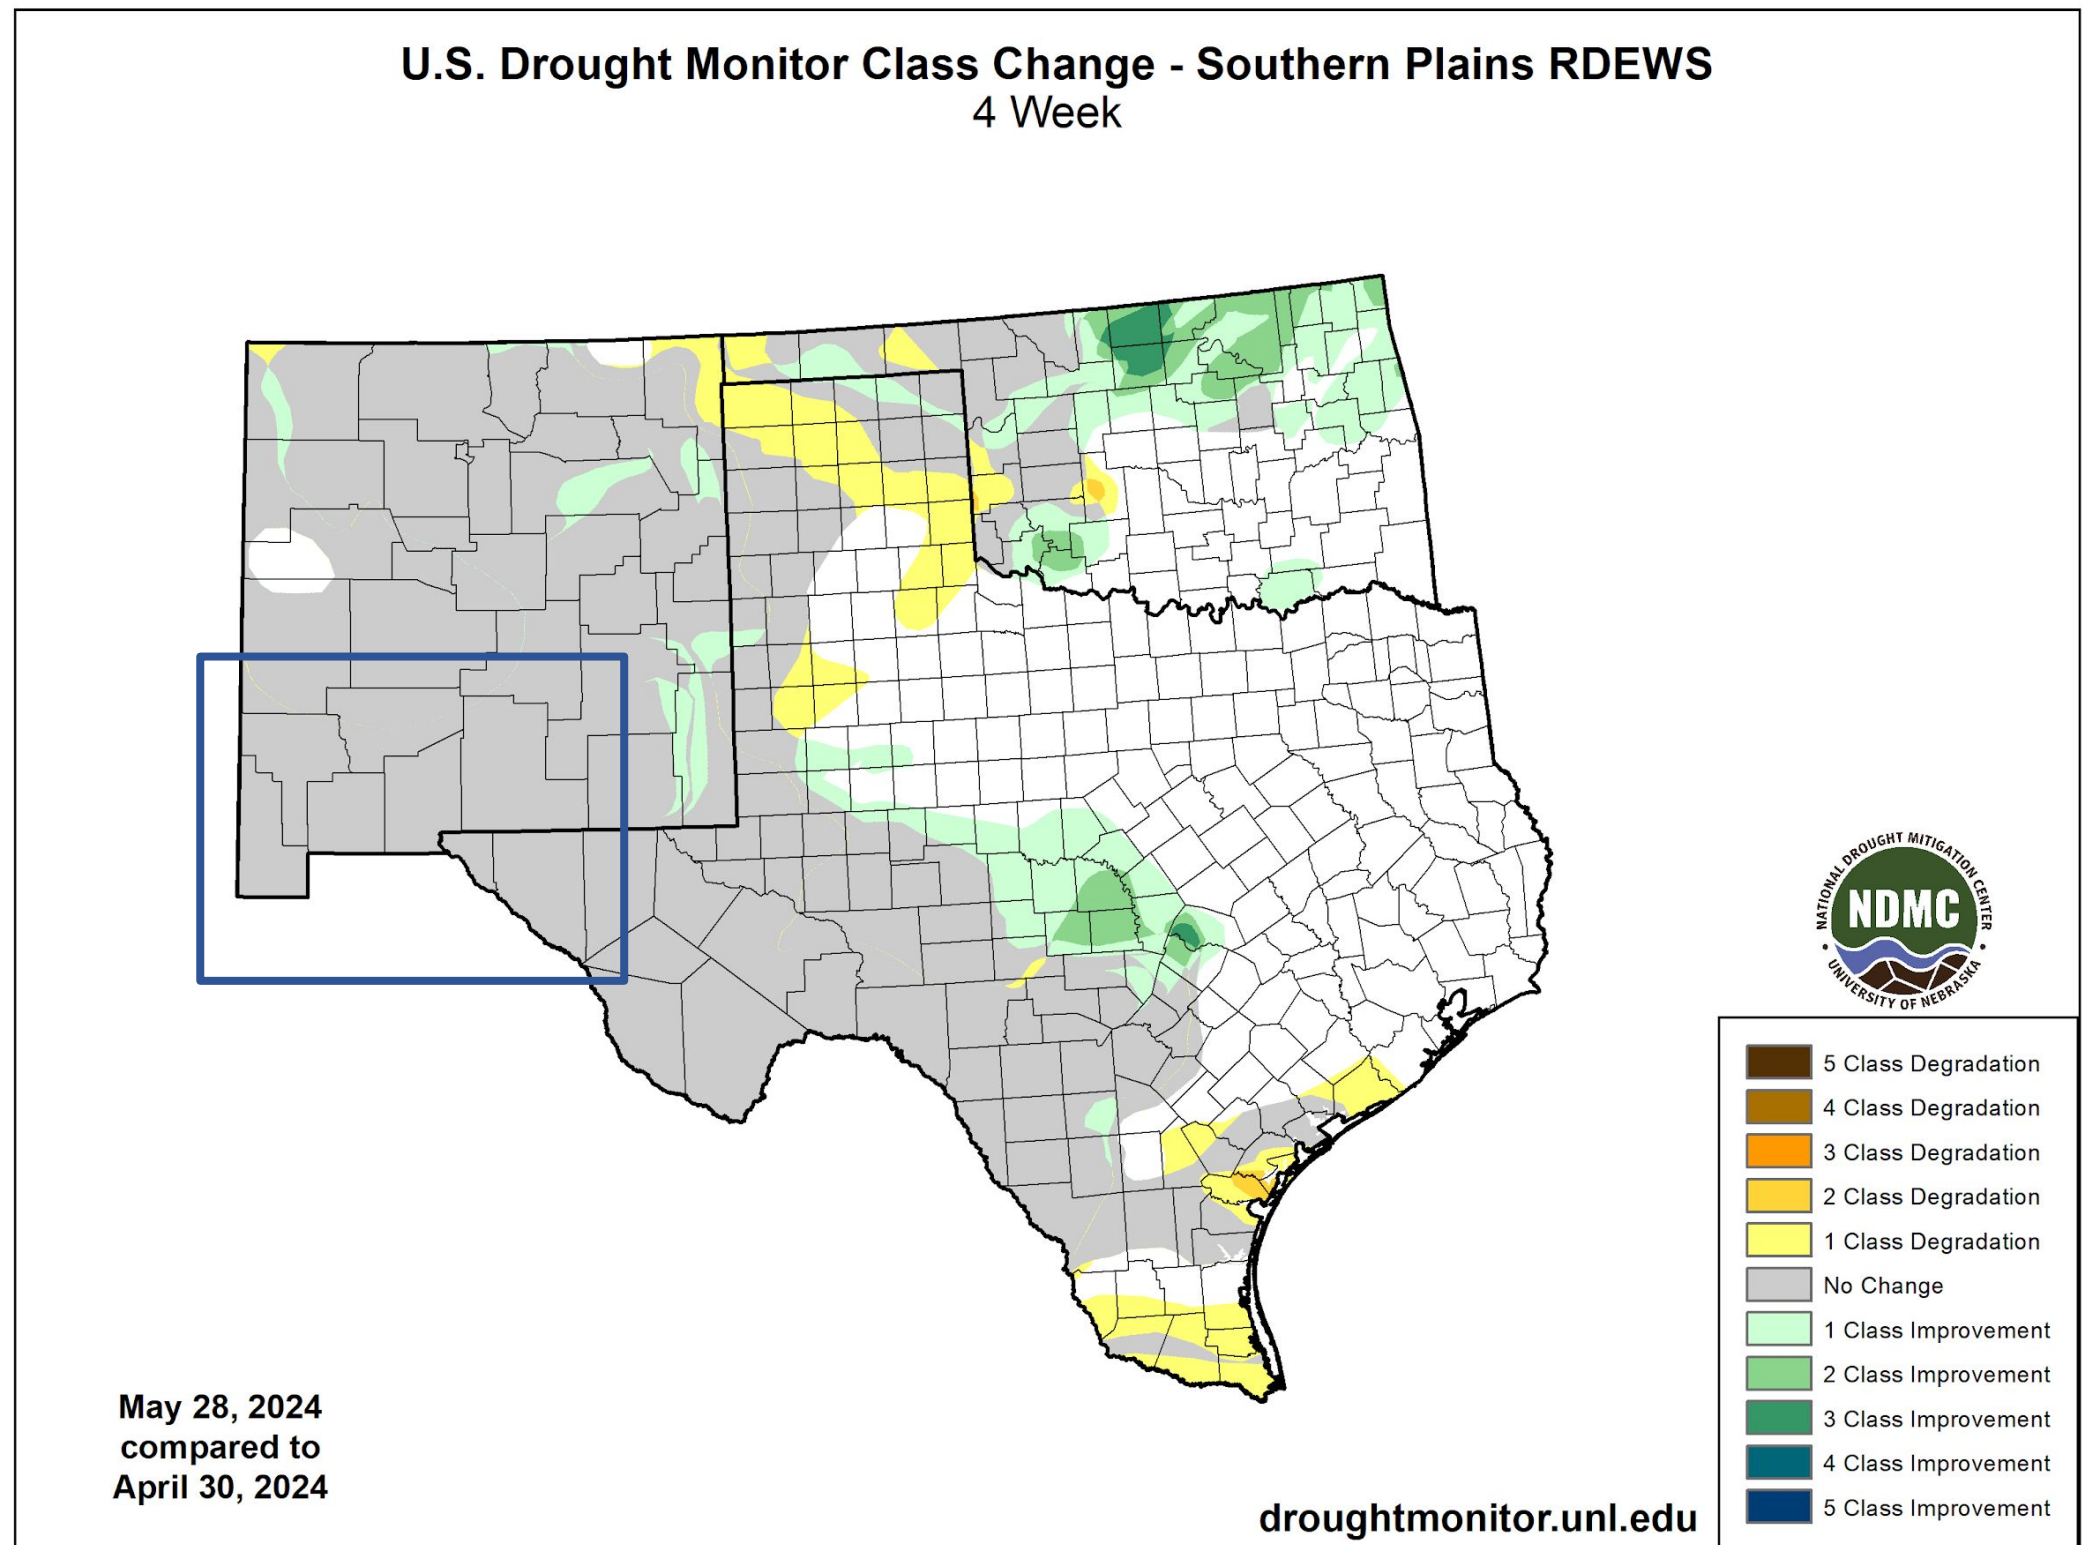 U.S. Drought Monitor Class Change - Southern Plains RDEWS
4 Week
NATIONAL DROUGHT MITIGATION CENTER
NDMC
UNIVERSITY OF NEBRASKA
5 Class Degradation
4 Class Degradation
3 Class Degradation
2 Class Degradation
1 Class Degradation
No Change
1 Class Improvement
2 Class Improvement
3 Class Improvement
4 Class Improvement
5 Class Improvement
May 28, 2024
compared to
April 30, 2024
droughtmonitor.unl.edu